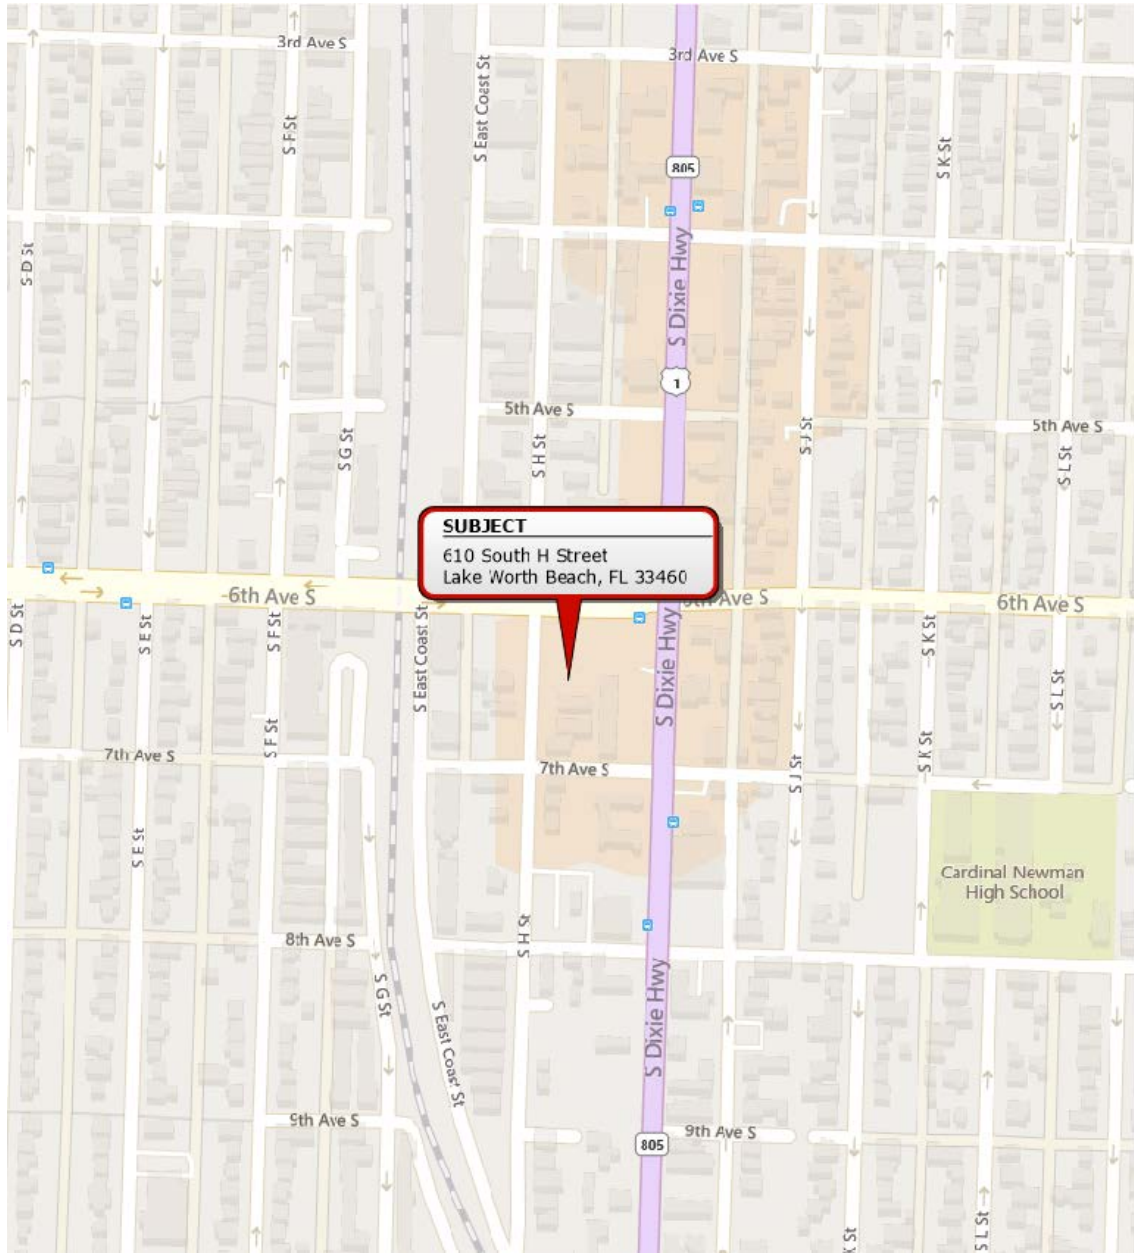 3rd Ave S
3rd Ave S
S East Coast St
S F St
S K St
805
S D St
S Dixie Hwy
1
5th Ave S
5th Ave S
S J St
S G St
S H St
S L St
SUBJECT
610 South H Street
Lake Worth Beach, FL 33460
6th Ave S
6th Ave S
S D St
S E St
S F St
S East Coast St
S Dixie Hwy
S K St
S L St
S F St
7th Ave S
7th Ave S
S J St
S K St
S E St
Cardinal Newman
High School
8th Ave S
S H St
S G St
S East Coast St
S Dixie Hwy
9th Ave S
9th Ave S
805
S L St